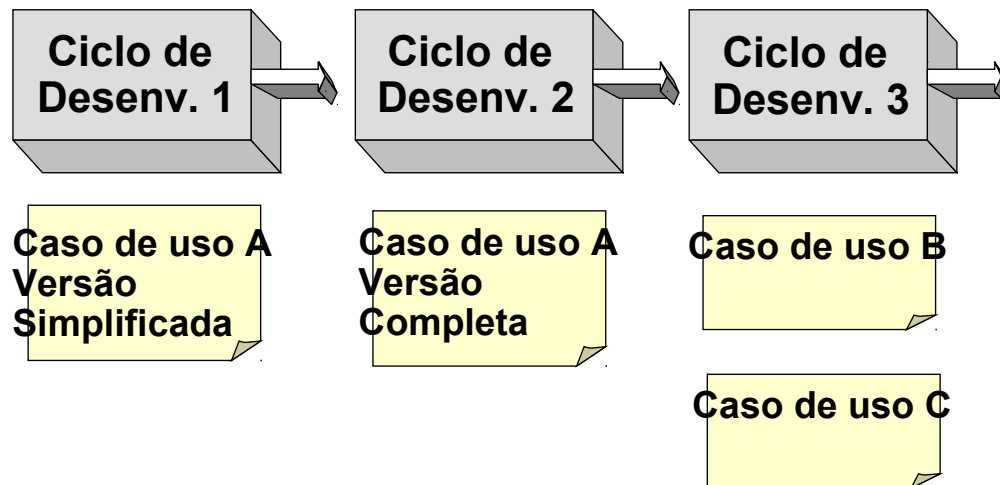 Ciclo de
Desenv. 1
Ciclo de
Desenv. 2
Ciclo de
Desenv. 3
Caso de uso A
Versão
Simplificada
Caso de uso A
Versão
Completa
Caso de uso B
Caso de uso C